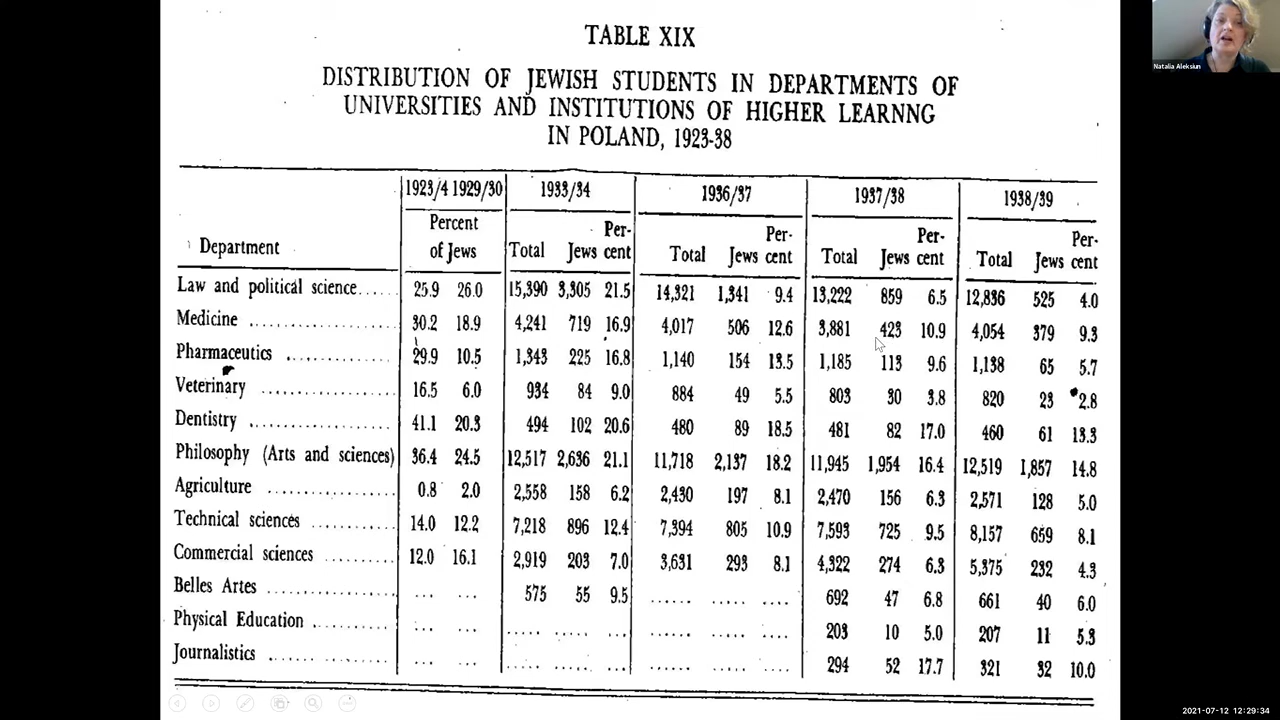 TABLE XIX
DISTRIBUTION OF JEWISH STUDENTS IN DEPARTMENTS OF
UNIVERSITIES AND INSTITUTIONS OF HIGHER LEARNNG
IN POLAND, 1923-38
1923/4 1929/30 1933/34 1936/37 1937/38 1938/39
Department Percent of Jews Total Jews Per-cent Total Jews Per-cent Total Jews Per-cent Total Jews Per-cent
Law and political science...... 25.9 26.0 15,390 3,305 21.5 14,321 1,341 9.4 13,222 859 6.5 12,836 525 4.0
Medicine .................... 30.2 18.9 4,241 719 16.9 4,017 506 12.6 3,881 423 10.9 4,054 379 9.3
Pharmaceutics ............... 29.9 10.5 1,343 225 16.8 1,140 154 13.5 1,185 113 9.6 1,138 65 5.7
Veterinary .................. 16.5 6.0 934 84 9.0 884 49 5.5 803 30 3.8 820 23 2.8
Dentistry .................... 41.1 20.3 494 102 20.6 480 89 18.5 481 82 17.0 460 61 13.3
Philosophy (Arts and sciences) 36.4 24.5 12,517 2,636 21.1 11,718 2,137 18.2 11,945 1,954 16.4 12,519 1,857 14.8
Agriculture .................. 0.8 2.0 2,558 158 6.2 2,430 197 8.1 2,470 156 6.3 2,571 128 5.0
Technical sciences ............ 14.0 12.2 7,218 896 12.4 7,394 805 10.9 7,593 725 9.5 8,157 659 8.1
Commercial sciences .......... 12.0 16.1 2,919 203 7.0 3,631 293 8.1 4,322 274 6.3 5,375 232 4.3
Belles Artes .................. ... ... 575 55 9.5 ...... ..... .... 692 47 6.8 661 40 6.0
Physical Education ........... ... ... ..... ..... ... ...... ..... .... 203 10 5.0 207 11 5.3
Journalistics ................ ... ... ..... ..... ... ...... ..... .... 294 52 17.7 321 32 10.0
Natalia Aleksiun
2021-07-12 12:29:34